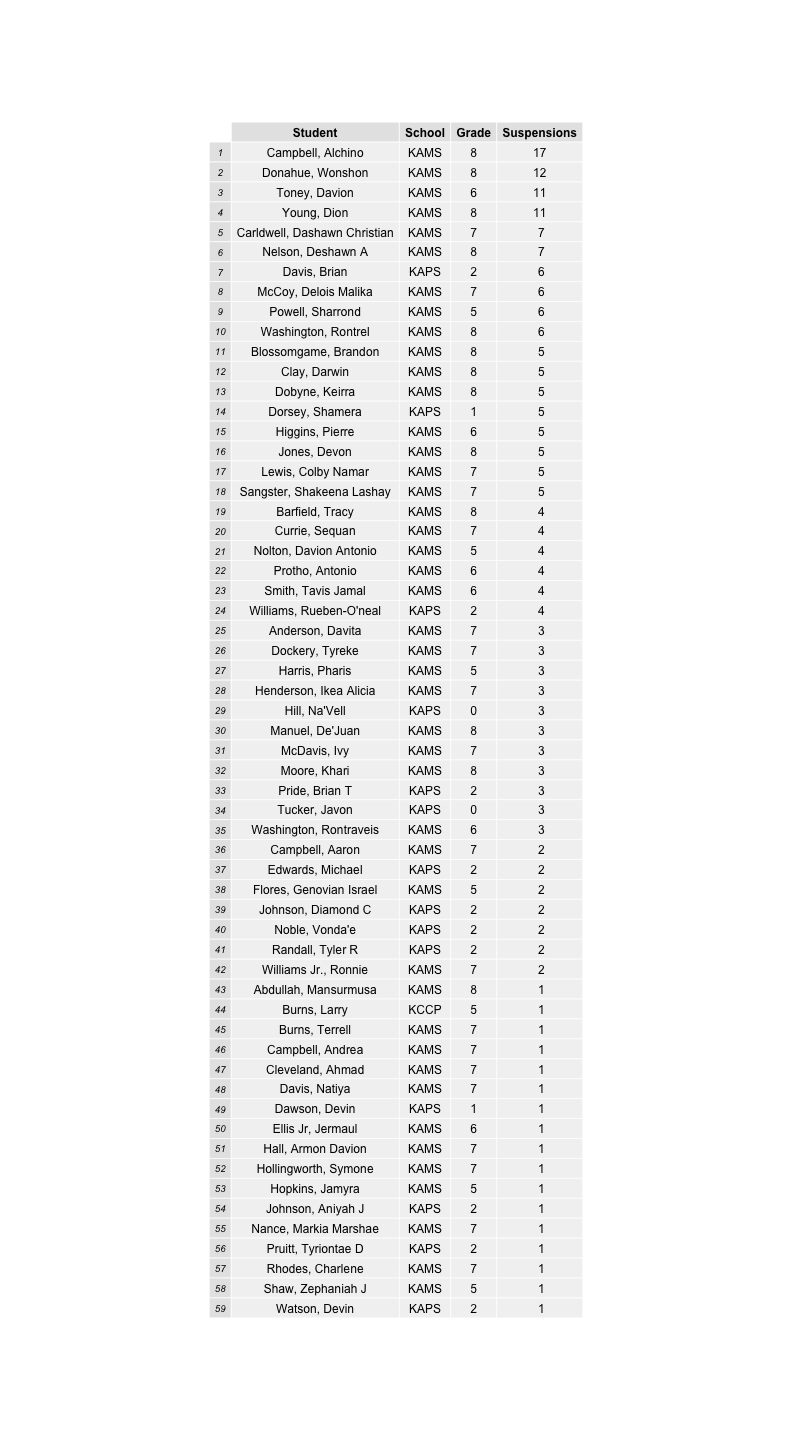 Student School Grade Suspensions
1 Campbell, Alchino KAMS 8 17
2 Donahue, Wonshon KAMS 8 12
3 Toney, Davion KAMS 6 11
4 Young, Dion KAMS 8 11
5 Carldwell, Dashawn Christian KAMS 7 7
6 Nelson, Deshawn A KAMS 8 7
7 Davis, Brian KAPS 2 6
8 McCoy, Delois Malika KAMS 7 6
9 Powell, Sharrond KAMS 5 6
10 Washington, Rontrel KAMS 8 6
11 Blossomgame, Brandon KAMS 8 5
12 Clay, Darwin KAMS 8 5
13 Dobyne, Keirra KAMS 8 5
14 Dorsey, Shamera KAPS 1 5
15 Higgins, Pierre KAMS 6 5
16 Jones, Devon KAMS 8 5
17 Lewis, Colby Namar KAMS 7 5
18 Sangster, Shakeena Lashay KAMS 7 5
19 Barfield, Tracy KAMS 8 4
20 Currie, Sequan KAMS 7 4
21 Nolton, Davion Antonio KAMS 5 4
22 Protho, Antonio KAMS 6 4
23 Smith, Tavis Jamal KAMS 6 4
24 Williams, Rueben-O'neal KAPS 2 4
25 Anderson, Davita KAMS 7 3
26 Dockery, Tyreke KAMS 7 3
27 Harris, Pharis KAMS 5 3
28 Henderson, Ikea Alicia KAMS 7 3
29 Hill, Na'Vell KAPS 0 3
30 Manuel, De'Juan KAMS 8 3
31 McDavis, Ivy KAMS 7 3
32 Moore, Khari KAMS 8 3
33 Pride, Brian T KAPS 2 3
34 Tucker, Javon KAPS 0 3
35 Washington, Rontraveis KAMS 6 3
36 Campbell, Aaron KAMS 7 2
37 Edwards, Michael KAPS 2 2
38 Flores, Genovian Israel KAMS 5 2
39 Johnson, Diamond C KAPS 2 2
40 Noble, Vonda'e KAPS 2 2
41 Randall, Tyler R KAPS 2 2
42 Williams Jr., Ronnie KAMS 7 2
43 Abdullah, Mansurmusa KAMS 8 1
44 Burns, Larry KCCP 5 1
45 Burns, Terrell KAMS 7 1
46 Campbell, Andrea KAMS 7 1
47 Cleveland, Ahmad KAMS 7 1
48 Davis, Natiya KAMS 7 1
49 Dawson, Devin KAPS 1 1
50 Ellis Jr, Jermaul KAMS 6 1
51 Hall, Armon Davion KAMS 7 1
52 Hollingworth, Symone KAMS 7 1
53 Hopkins, Jamyra KAMS 5 1
54 Johnson, Aniyah J KAPS 2 1
55 Nance, Markia Marshae KAMS 7 1
56 Pruitt, Tyriontae D KAPS 2 1
57 Rhodes, Charlene KAMS 7 1
58 Shaw, Zephaniah J KAMS 5 1
59 Watson, Devin KAPS 2 1